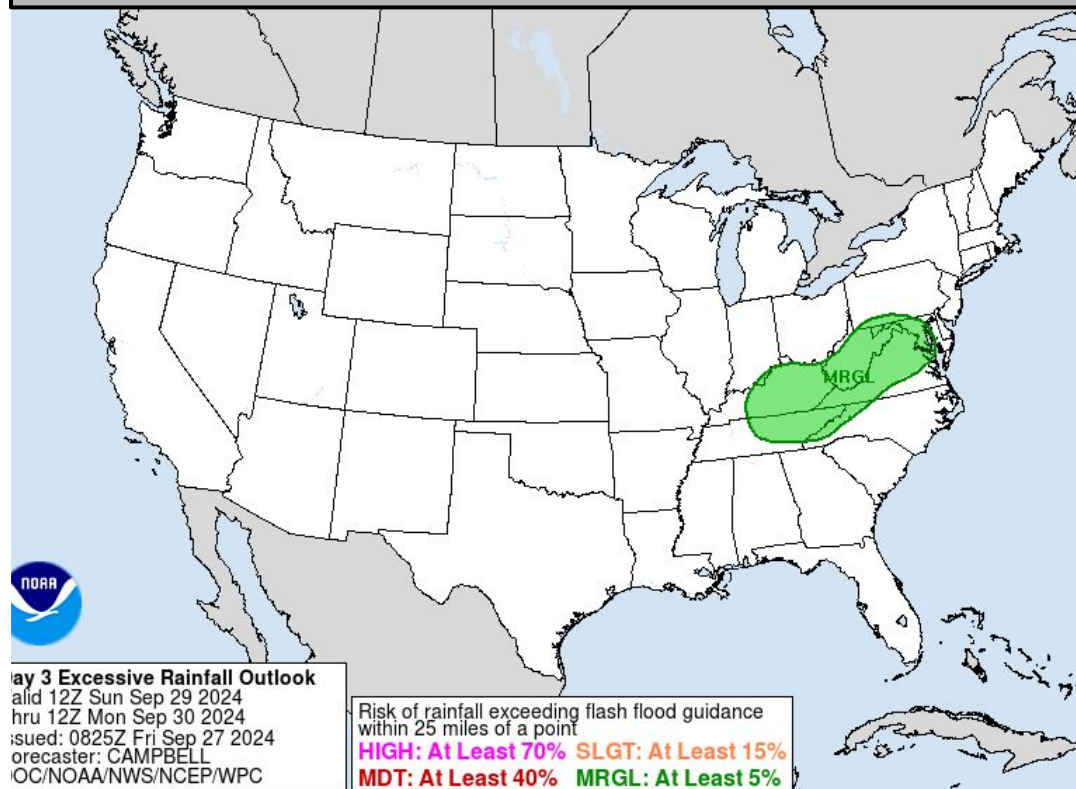 MRGL
NOAA
ay 3 Excessive Rainfall Outlook
alid 12Z Sun Sep 29 2024
hru 12Z Mon Sep 30 2024
ssued: 0825Z Fri Sep 27 2024
orecaster: CAMPBELL
OC/NOAA/NWS/NCEP/WPC
Risk of rainfall exceeding flash flood guidance
within 25 miles of a point
HIGH: At Least 70% SLGT: At Least 15%
MDT: At Least 40% MRGL: At Least 5%